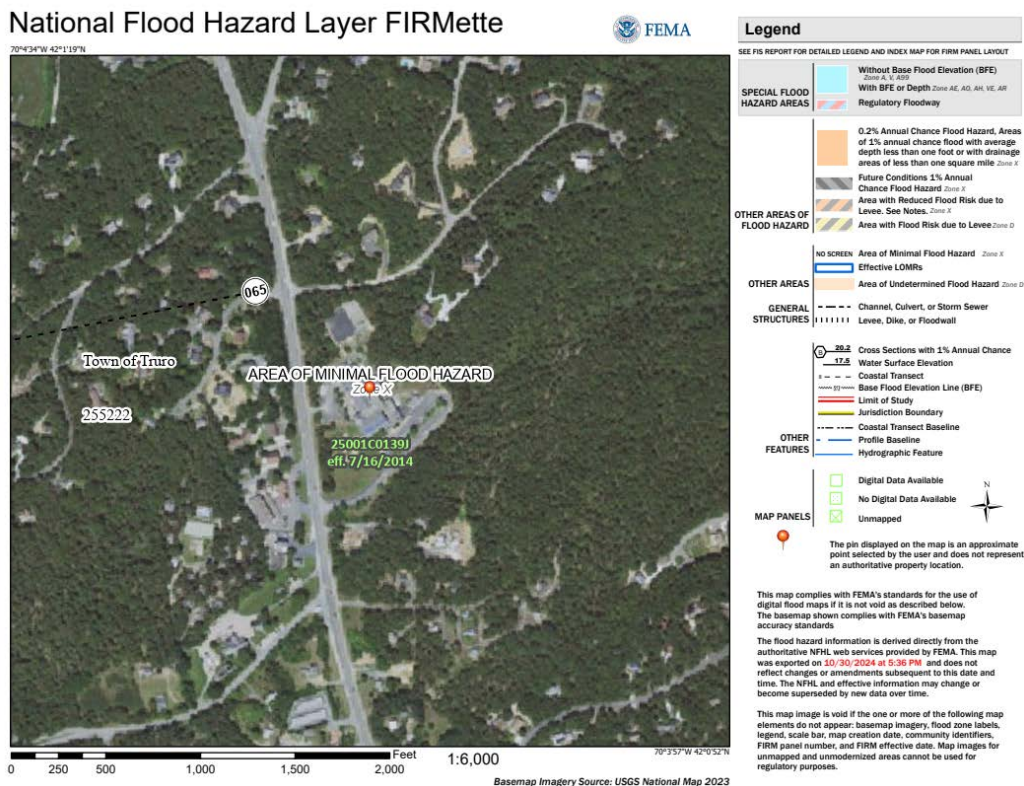 National Flood Hazard Layer FIRMette
FEMA
70°4'34"W 42°1'19"N
065
Town of Truro
255222
AREA OF MINIMAL FLOOD HAZARD
Zone X
25001C0139J
eff. 7/16/2014
Feet
1:6,000
70°3'57"W 42°0'52"N
0 250 500 1,000 1,500 2,000
Basemap Imagery Source: USGS National Map 2023
Legend
SEE FIS REPORT FOR DETAILED LEGEND AND INDEX MAP FOR FIRM PANEL LAYOUT
SPECIAL FLOOD
HAZARD AREAS
Without Base Flood Elevation (BFE)
Zone A, V, A99
With BFE or Depth Zone AE, AO, AH, VE, AR
Regulatory Floodway
0.2% Annual Chance Flood Hazard, Areas
of 1% annual chance flood with average
depth less than one foot or with drainage
areas of less than one square mile Zone X
Future Conditions 1% Annual
Chance Flood Hazard Zone X
Area with Reduced Flood Risk due to
Levee. See Notes. Zone X
Area with Flood Risk due to Levee Zone D
OTHER AREAS OF
FLOOD HAZARD
NO SCREEN Area of Minimal Flood Hazard Zone X
Effective LOMRs
OTHER AREAS
Area of Undetermined Flood Hazard Zone D
GENERAL
STRUCTURES
Channel, Culvert, or Storm Sewer
Levee, Dike, or Floodwall
B 20.2 Cross Sections with 1% Annual Chance
17.5 Water Surface Elevation
8 Coastal Transect
Base Flood Elevation Line (BFE)
Limit of Study
Jurisdiction Boundary
Coastal Transect Baseline
OTHER
FEATURES
Profile Baseline
Hydrographic Feature
Digital Data Available
No Digital Data Available
Unmapped
MAP PANELS
N
The pin displayed on the map is an approximate
point selected by the user and does not represent
an authoritative property location.
This map complies with FEMA's standards for the use of
digital flood maps if it is not void as described below.
The basemap shown complies with FEMA's basemap
accuracy standards
The flood hazard information is derived directly from the
authoritative NFHL web services provided by FEMA. This map
was exported on 10/30/2024 at 5:36 PM and does not
reflect changes or amendments subsequent to this date and
time. The NFHL and effective information may change or
become superseded by new data over time.
This map image is void if the one or more of the following map
elements do not appear: basemap imagery, flood zone labels,
legend, scale bar, map creation date, community identifiers,
FIRM panel number, and FIRM effective date. Map images for
unmapped and unmodernized areas cannot be used for
regulatory purposes.